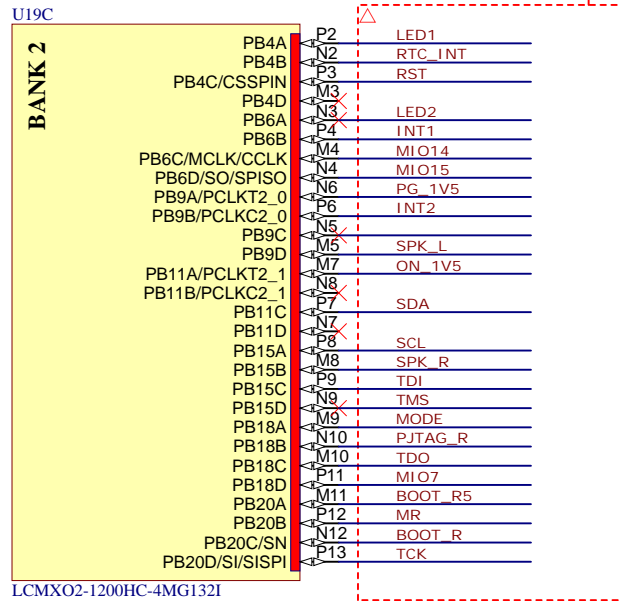 U19C
BANK 2
PB4A P2 LED1
PB4B N2 RTC_INT
PB4C/CSSPIN P3 RST
PB4D M3
PB6A N3 LED2
PB6B P4 INT1
PB6C/MCLK/CCLK M4 MIO14
PB6D/SO/SPISO N4 MIO15
PB9A/PCLKT2_0 N6 PG_1V5
PB9B/PCLKC2_0 P6 INT2
PB9C N5
PB9D M5 SPK_L
PB11A/PCLKT2_1 M7 ON_1V5
PB11B/PCLKC2_1 N8
PB11C P7 SDA
PB11D N7
PB15A P8 SCL
PB15B M8 SPK_R
PB15C P9 TDI
PB15D N9 TMS
PB18A M9 MODE
PB18B N10 PJTAG_R
PB18C M10 TDO
PB18D P11 MIO7
PB20A M11 BOOT_R5
PB20B P12 MR
PB20C/SN N12 BOOT_R
PB20D/SI/SISPI P13 TCK
LCMXO2-1200HC-4MG132I